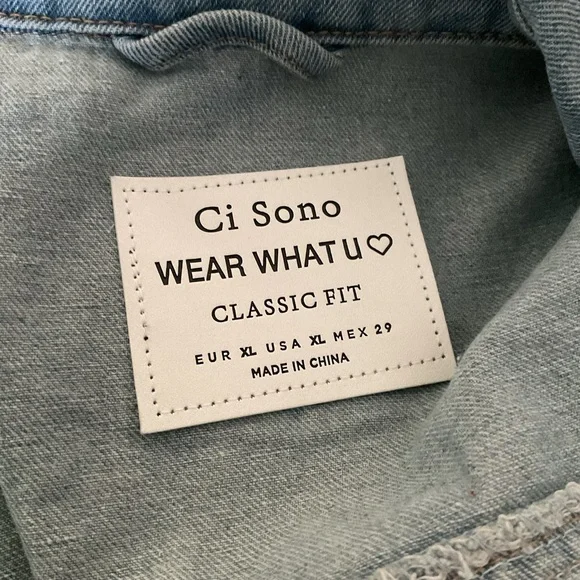 Ci Sono
WEAR WHAT U ♡
CLASSIC FIT
EUR XL USA XL MEX 29
MADE IN CHINA